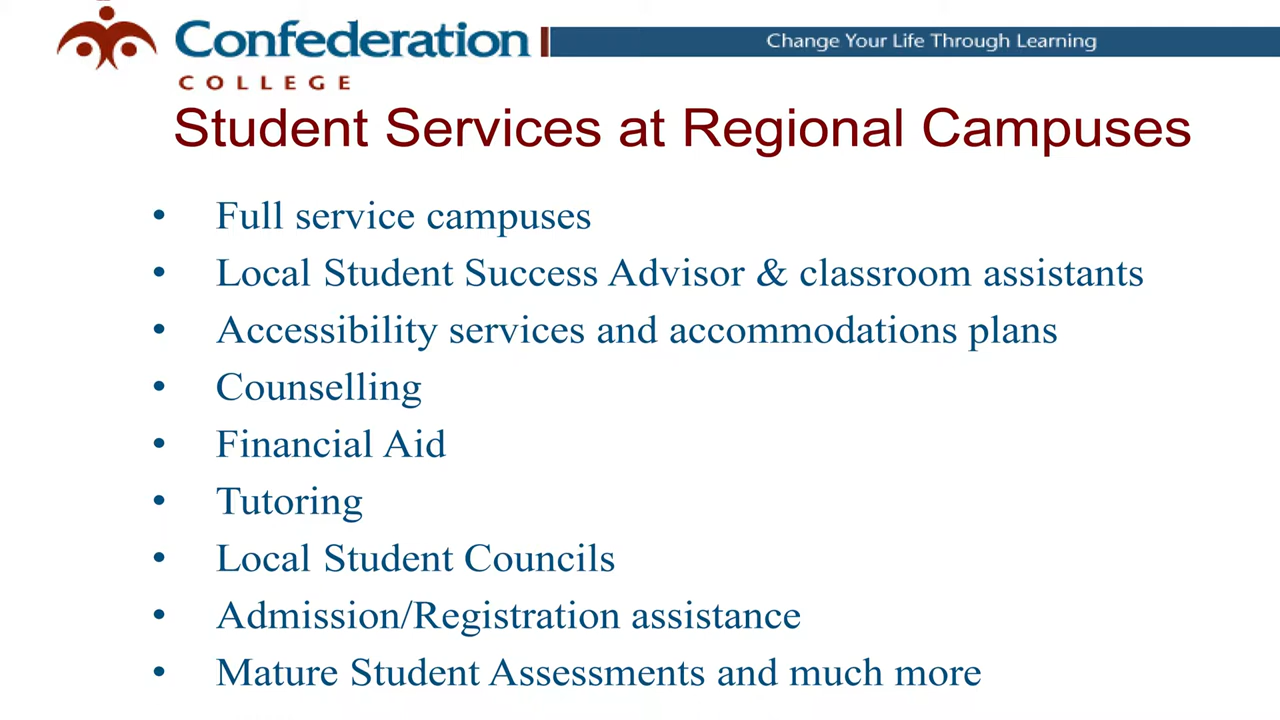 Confederation
COLLEGE
Change Your Life Through Learning
Student Services at Regional Campuses
• Full service campuses
• Local Student Success Advisor & classroom assistants
• Accessibility services and accommodations plans
• Counselling
• Financial Aid
• Tutoring
• Local Student Councils
• Admission/Registration assistance
• Mature Student Assessments and much more